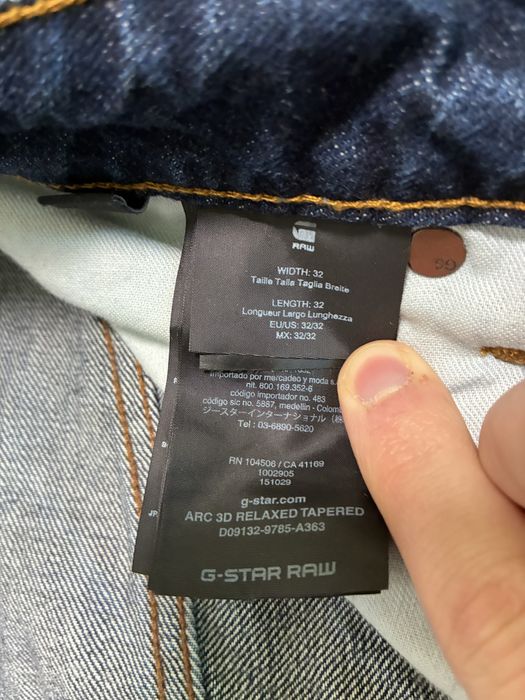 RAW
WIDTH: 32
Taille Talla Taglia Breite
LENGTH: 32
Longueur Largo Lunghezza
EU/US: 32/32
MX: 32/32
importado por mercadeo y moda s.
nit. 800.169.352-6
código importador no. 483
código sic no. 5887, medellin - Colom
ジースターインターナショナル (株
Tel : 03-6890-5620
RN 104506 / CA 41169
1002905
151029
g-star.com
JP. ARC 3D RELAXED TAPERED
D09132-9785-A363
G-STAR RAW